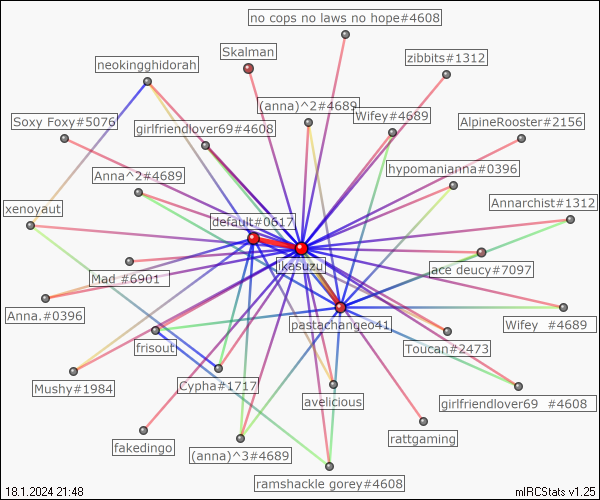 no cops no laws no hope#4608
Skalman
zibbits#1312
neokingghidorah
(anna)^2#4689
Wifey#4689
Soxy Foxy#5076
girlfriendlover69#4608
AlpineRooster#2156
Anna^2#4689
hypomanianna#0396
xenoyaut
default#0617
Annarchist#1312
ikasuzu
Mad_#6901
ace deucy#7097
Anna.#0396
pastachangeo41
Wifey  #4689
frisout
Toucan#2473
Mushy#1984
Cypha#1717
avelicious
girlfriendlover69  #4608
fakedingo
(anna)^3#4689
rattgaming
ramshackle gorey#4608
18.1.2024 21:48
mIRCStats v1.25